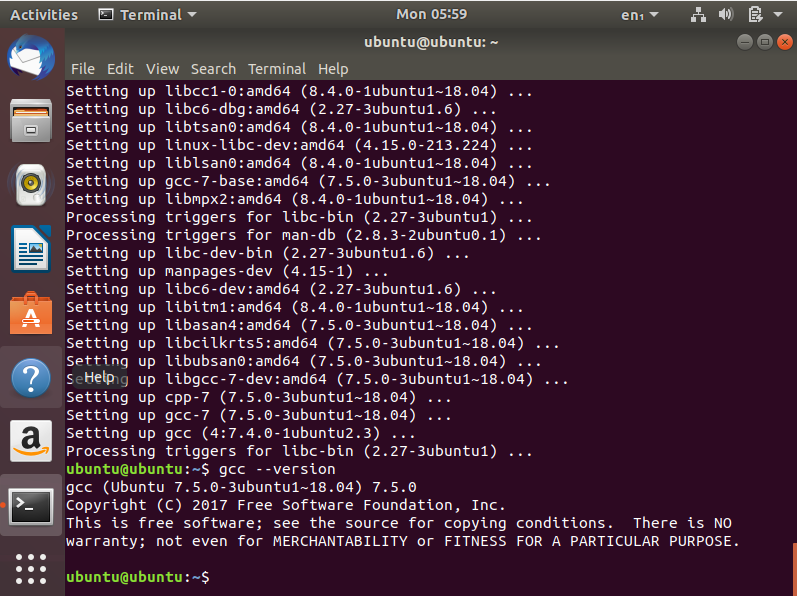 Activities Terminal Mon 05:59 en₁
ubuntu@ubuntu: ~
File Edit View Search Terminal Help
Setting up libcc1-0:amd64 (8.4.0-1ubuntu1~18.04) ...
Setting up libc6-dbg:amd64 (2.27-3ubuntu1.6) ...
Setting up libtsan0:amd64 (8.4.0-1ubuntu1~18.04) ...
Setting up linux-libc-dev:amd64 (4.15.0-213.224) ...
Setting up liblsan0:amd64 (8.4.0-1ubuntu1~18.04) ...
Setting up gcc-7-base:amd64 (7.5.0-3ubuntu1~18.04) ...
Setting up libmpx2:amd64 (8.4.0-1ubuntu1~18.04) ...
Processing triggers for libc-bin (2.27-3ubuntu1) ...
Processing triggers for man-db (2.8.3-2ubuntu0.1) ...
Setting up libc-dev-bin (2.27-3ubuntu1.6) ...
Setting up manpages-dev (4.15-1) ...
Setting up libc6-dev:amd64 (2.27-3ubuntu1.6) ...
Setting up libitm1:amd64 (8.4.0-1ubuntu1~18.04) ...
Setting up libasan4:amd64 (7.5.0-3ubuntu1~18.04) ...
Setting up libcilkrts5:amd64 (7.5.0-3ubuntu1~18.04) ...
Setting up libubsan0:amd64 (7.5.0-3ubuntu1~18.04) ...
Help
Setting up libgcc-7-dev:amd64 (7.5.0-3ubuntu1~18.04) ...
Setting up cpp-7 (7.5.0-3ubuntu1~18.04) ...
Setting up gcc-7 (7.5.0-3ubuntu1~18.04) ...
Setting up gcc (4:7.4.0-1ubuntu2.3) ...
Processing triggers for libc-bin (2.27-3ubuntu1) ...
ubuntu@ubuntu:~$ gcc --version
gcc (Ubuntu 7.5.0-3ubuntu1~18.04) 7.5.0
Copyright (C) 2017 Free Software Foundation, Inc.
This is free software; see the source for copying conditions.  There is NO
warranty; not even for MERCHANTABILITY or FITNESS FOR A PARTICULAR PURPOSE.
ubuntu@ubuntu:~$